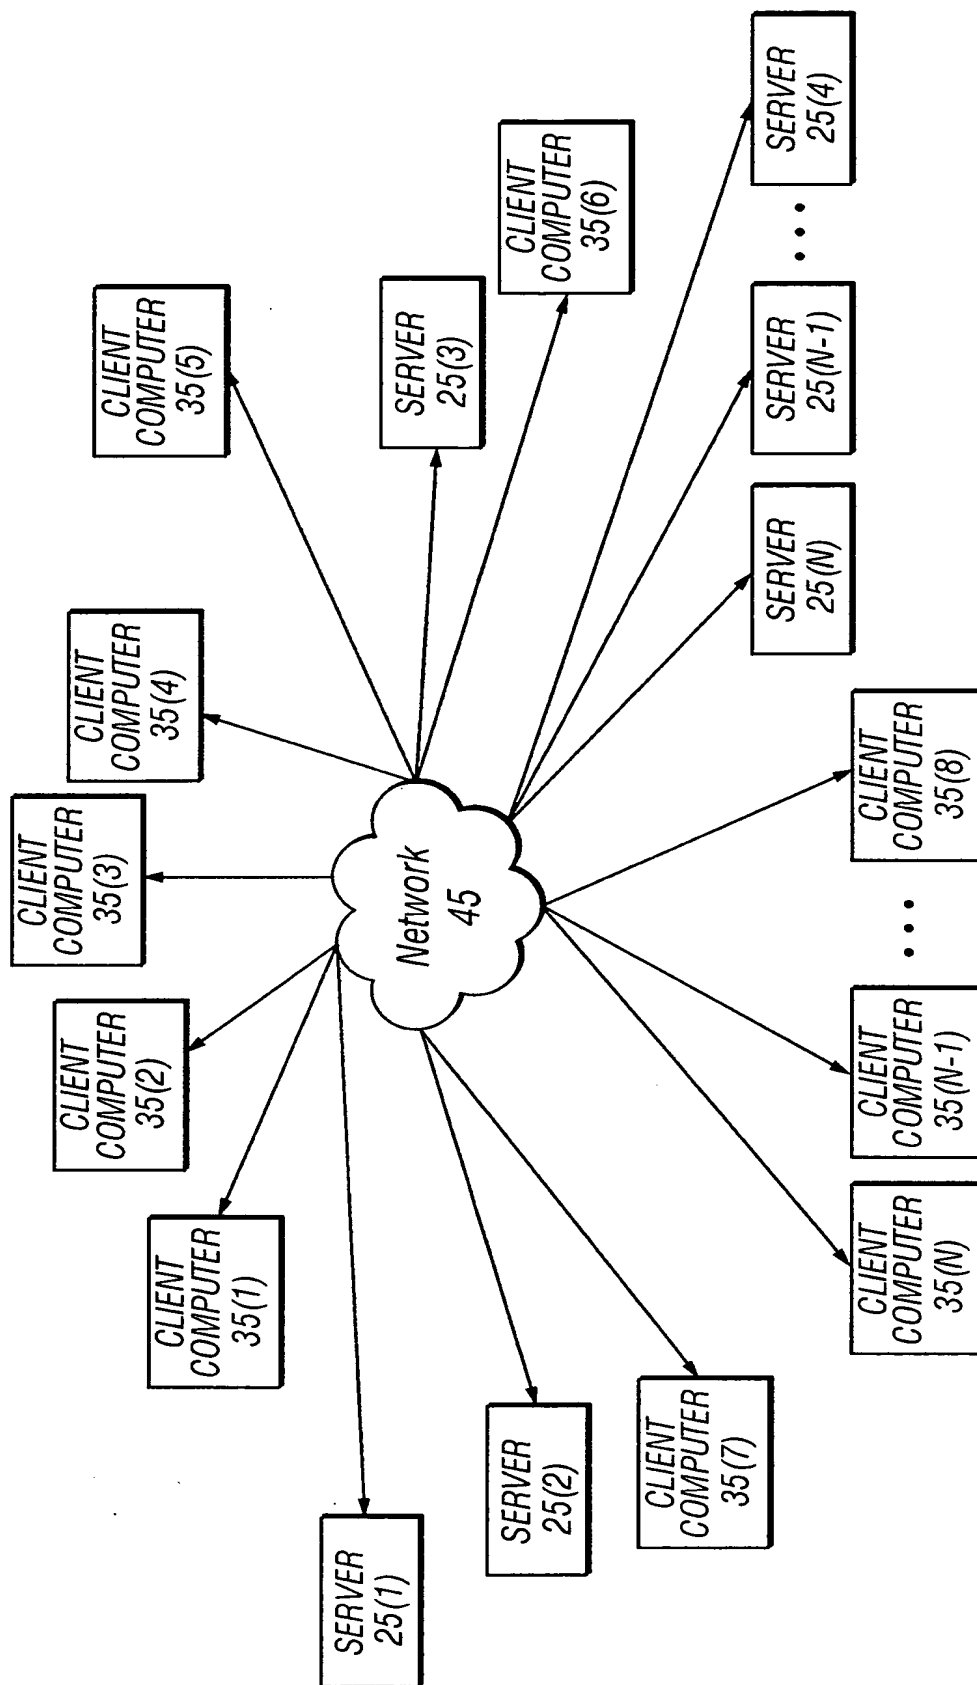 CLIENT
COMPUTER
35(3)
CLIENT
COMPUTER
35(2)
CLIENT
COMPUTER
35(4)
CLIENT
COMPUTER
35(5)
CLIENT
COMPUTER
35(1)
SERVER
25(1)
SERVER
25(3)
Network
45
SERVER
25(2)
CLIENT
COMPUTER
35(6)
CLIENT
COMPUTER
35(7)
SERVER
25(N)
SERVER
25(N-1)
• • •
SERVER
25(4)
CLIENT
COMPUTER
35(N)
CLIENT
COMPUTER
35(N-1)
• • •
CLIENT
COMPUTER
35(8)